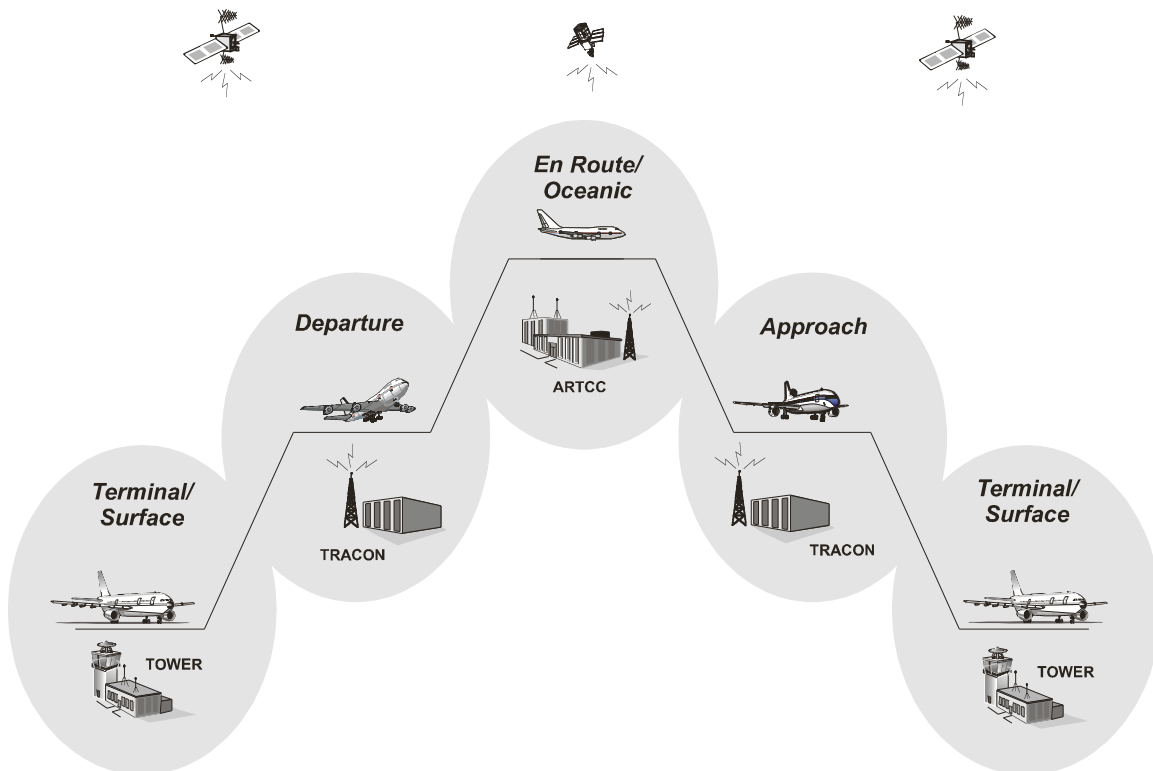 En Route/
Oceanic
ARTCC
Departure
TRACON
Approach
TRACON
Terminal/
Surface
TOWER
Terminal/
Surface
TOWER